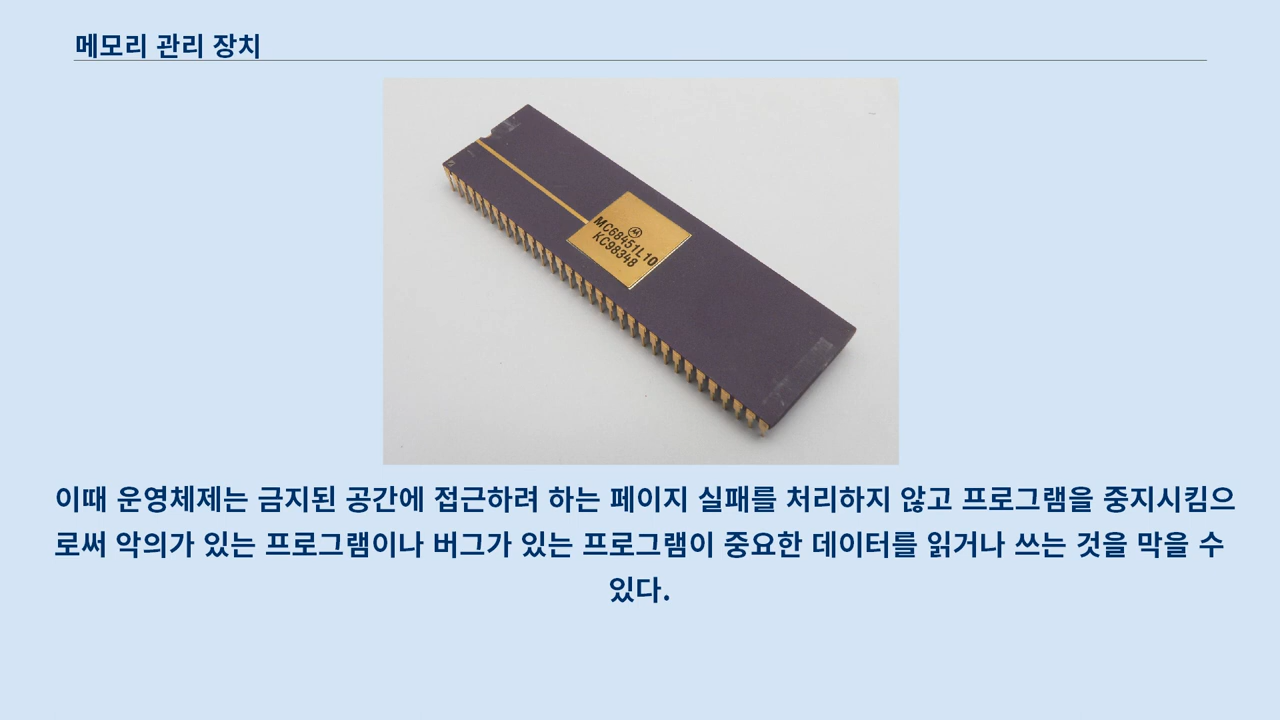 메모리 관리 장치
MC68451L10
KC98348
이때 운영체제는 금지된 공간에 접근하려 하는 페이지 실패를 처리하지 않고 프로그램을 중지시킴으
로써 악의가 있는 프로그램이나 버그가 있는 프로그램이 중요한 데이터를 읽거나 쓰는 것을 막을 수
있다.